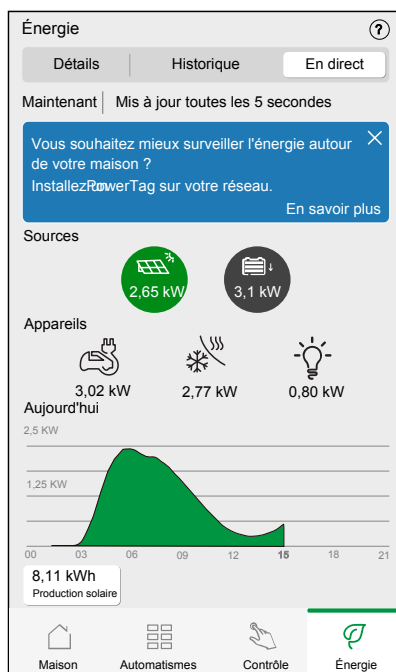 Énergie ?
Détails Historique En direct
Maintenant Mis à jour toutes les 5 secondes
Vous souhaitez mieux surveiller l'énergie autour
de votre maison ?
Installez PowerTag sur votre réseau.
En savoir plus
Sources
2,65 kW 3,1 kW
Appareils
3,02 kW 2,77 kW 0,80 kW
Aujourd'hui
2,5 KW
1,25 KW
00 03 06 09 12 15 18 21
8,11 kWh
Production solaire
Maison Automatismes Contrôle Énergie